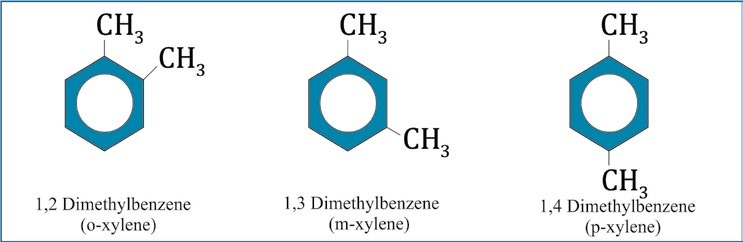 CH₃
CH₃
1,2 Dimethylbenzene
(o-xylene)
CH₃
CH₃
1,3 Dimethylbenzene
(m-xylene)
CH₃
CH₃
1,4 Dimethylbenzene
(p-xylene)